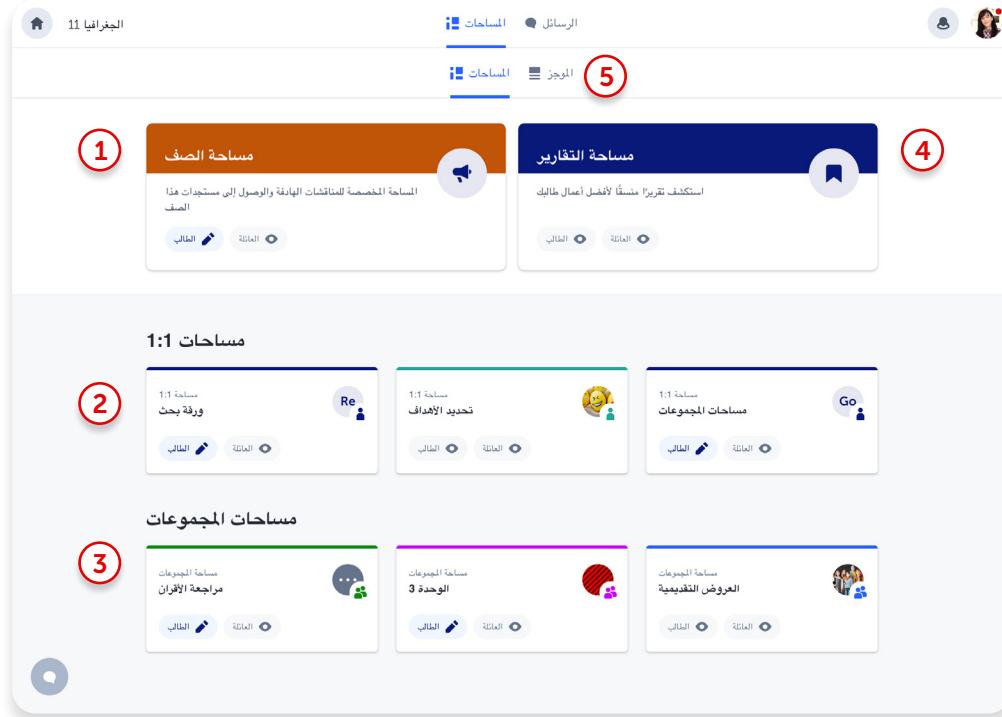 الجغرافيا 11
المساحات
الرسائل
المساحات
الموجز
5
1
مساحة الصف
المساحة المخصصة للمناقشات الهادفة والوصول إلى مستجدات هذا
الصف
الطالب
العائلة
مساحة التقارير
استكشف تقريرًا منسقًا لأفضل أعمال طالبك
الطالب
العائلة
4
مساحات 1:1
2
مساحة 1:1
ورقة بحث
Re
الطالب
العائلة
مساحة 1:1
تحديد الأهداف
الطالب
العائلة
مساحة 1:1
مساحات المجموعات
Go
الطالب
العائلة
مساحات المجموعات
3
مساحة المجموعات
مراجعة الأقران
الطالب
العائلة
مساحة المجموعات
الوحدة 3
الطالب
العائلة
مساحة المجموعات
العروض التقديمية
الطالب
العائلة